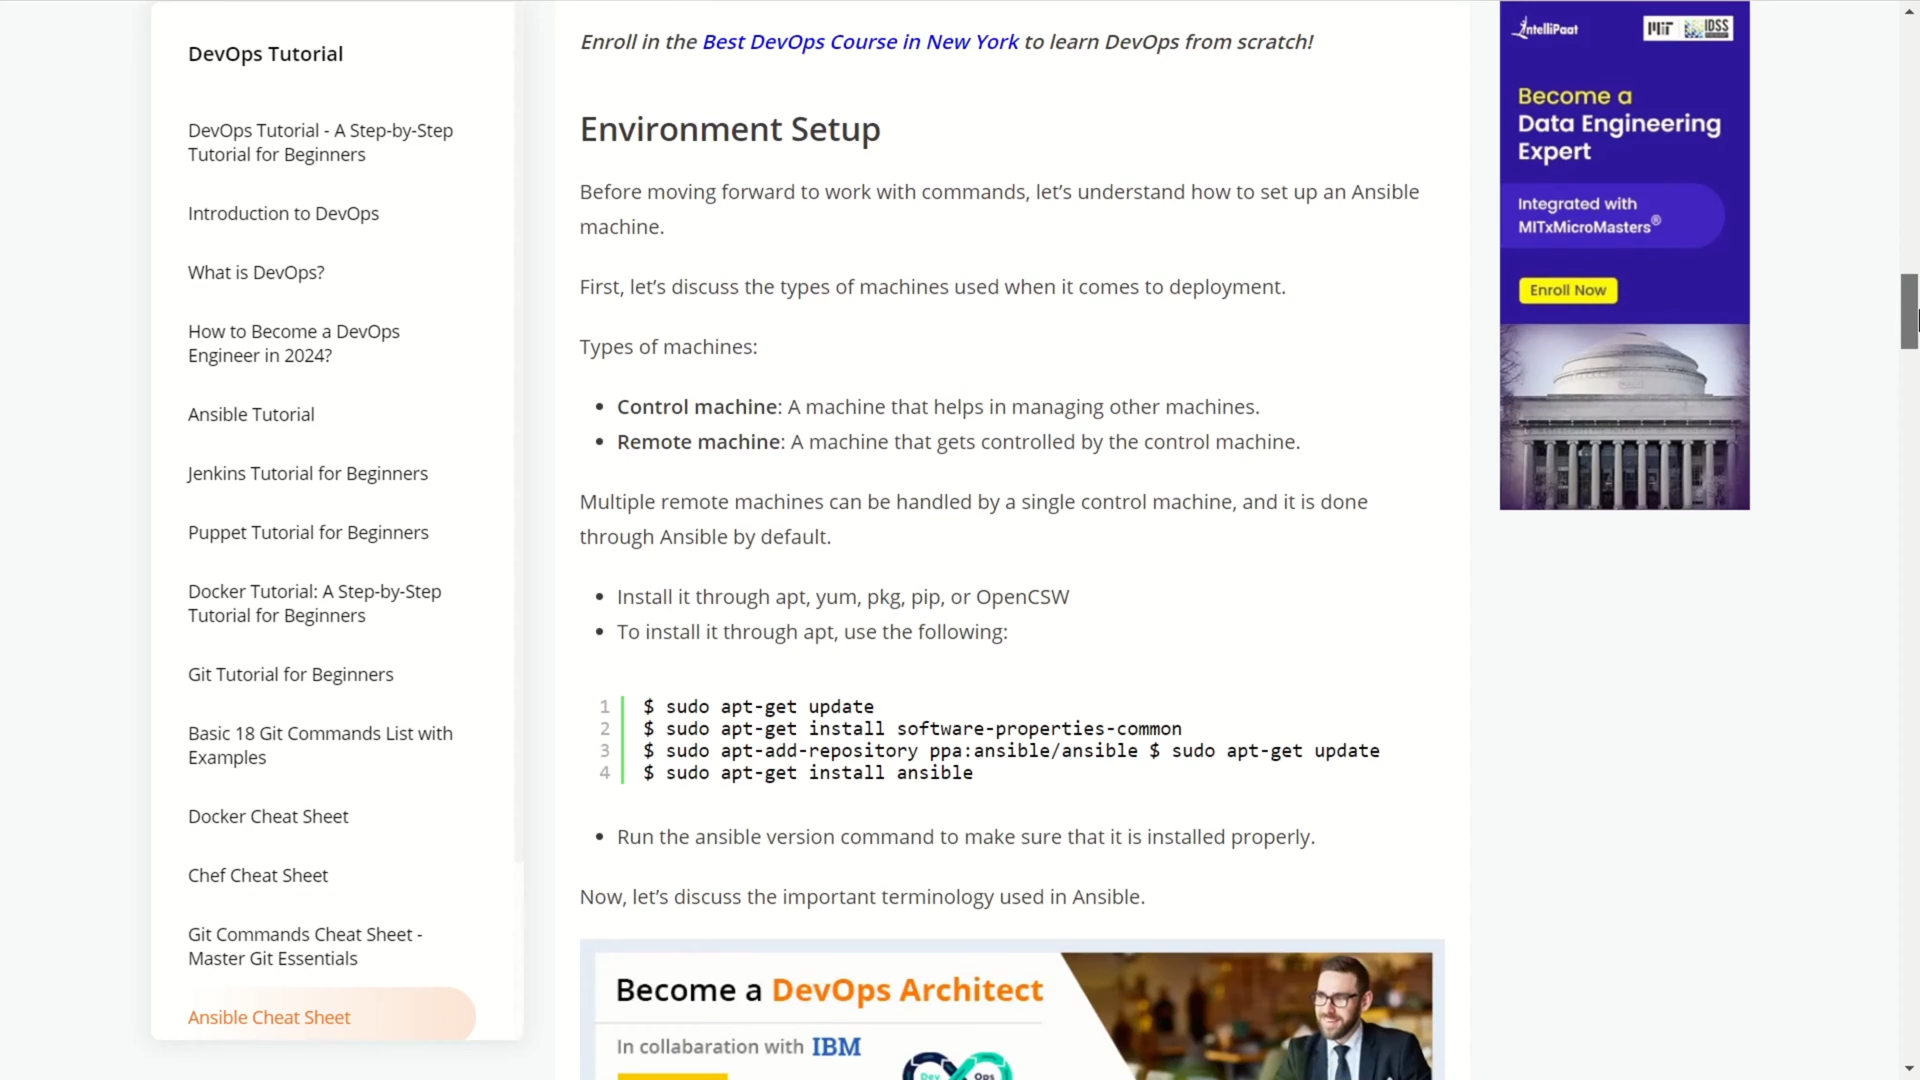 DevOps Tutorial
DevOps Tutorial - A Step-by-Step
Tutorial for Beginners
Introduction to DevOps
What is DevOps?
How to Become a DevOps
Engineer in 2024?
Ansible Tutorial
Jenkins Tutorial for Beginners
Puppet Tutorial for Beginners
Docker Tutorial: A Step-by-Step
Tutorial for Beginners
Git Tutorial for Beginners
Basic 18 Git Commands List with
Examples
Docker Cheat Sheet
Chef Cheat Sheet
Git Commands Cheat Sheet -
Master Git Essentials
Ansible Cheat Sheet
Enroll in the Best DevOps Course in New York to learn DevOps from scratch!
Environment Setup
Before moving forward to work with commands, let’s understand how to set up an Ansible
machine.
First, let’s discuss the types of machines used when it comes to deployment.
Types of machines:
• Control machine: A machine that helps in managing other machines.
• Remote machine: A machine that gets controlled by the control machine.
Multiple remote machines can be handled by a single control machine, and it is done
through Ansible by default.
• Install it through apt, yum, pkg, pip, or OpenCSW
• To install it through apt, use the following:
1 $ sudo apt-get update
2 $ sudo apt-get install software-properties-common
3 $ sudo apt-add-repository ppa:ansible/ansible $ sudo apt-get update
4 $ sudo apt-get install ansible
• Run the ansible version command to make sure that it is installed properly.
Now, let’s discuss the important terminology used in Ansible.
Become a DevOps Architect
In collabaration with IBM
Dev Ops
IntelliPaat MIT IDSS
Become a
Data Engineering
Expert
Integrated with
MITxMicroMasters®
Enroll Now